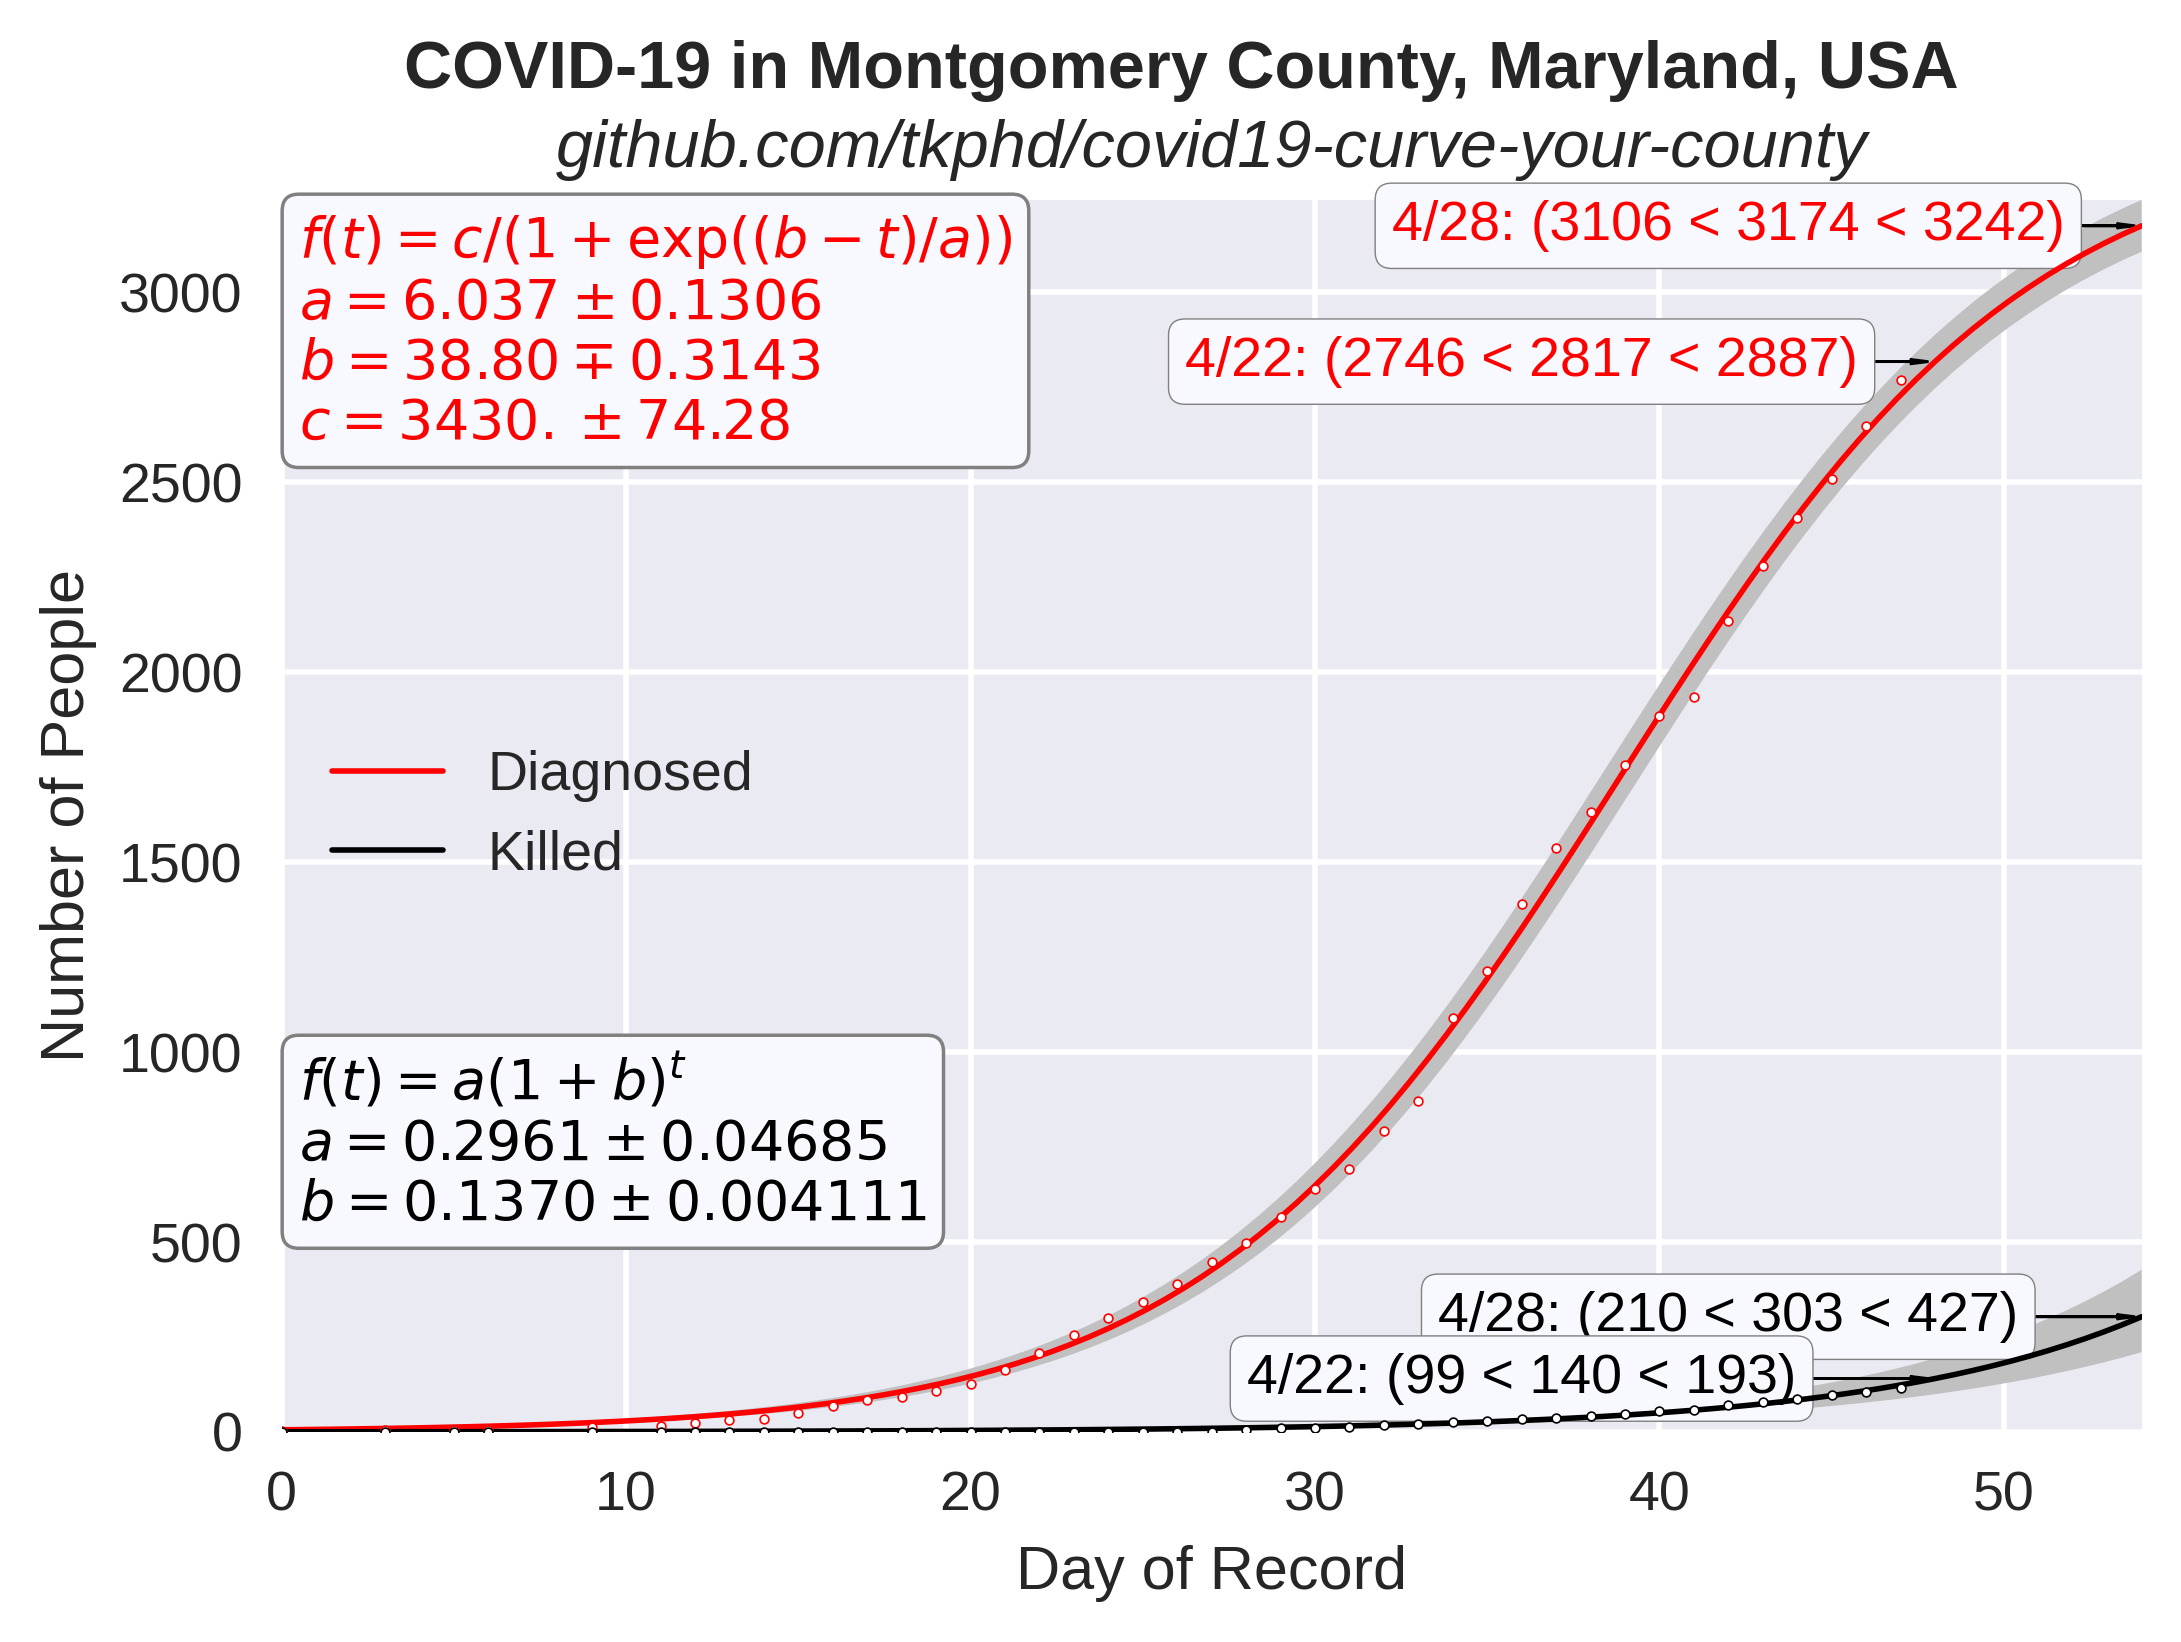 COVID-19 in Montgomery County, Maryland, USA
github.com/tkphd/covid19-curve-your-county
f(t) = c/(1 + exp((b − t)/a))
a = 6.037 ± 0.1306
b = 38.80 ∓ 0.3143
c = 3430. ± 74.28
4/28: (3106 < 3174 < 3242)
4/22: (2746 < 2817 < 2887)
Diagnosed
Killed
f(t) = a(1 + b)^t
a = 0.2961 ± 0.04685
b = 0.1370 ± 0.004111
4/28: (210 < 303 < 427)
4/22: (99 < 140 < 193)
Number of People
3000
2500
2000
1500
1000
500
0
0 10 20 30 40 50
Day of Record